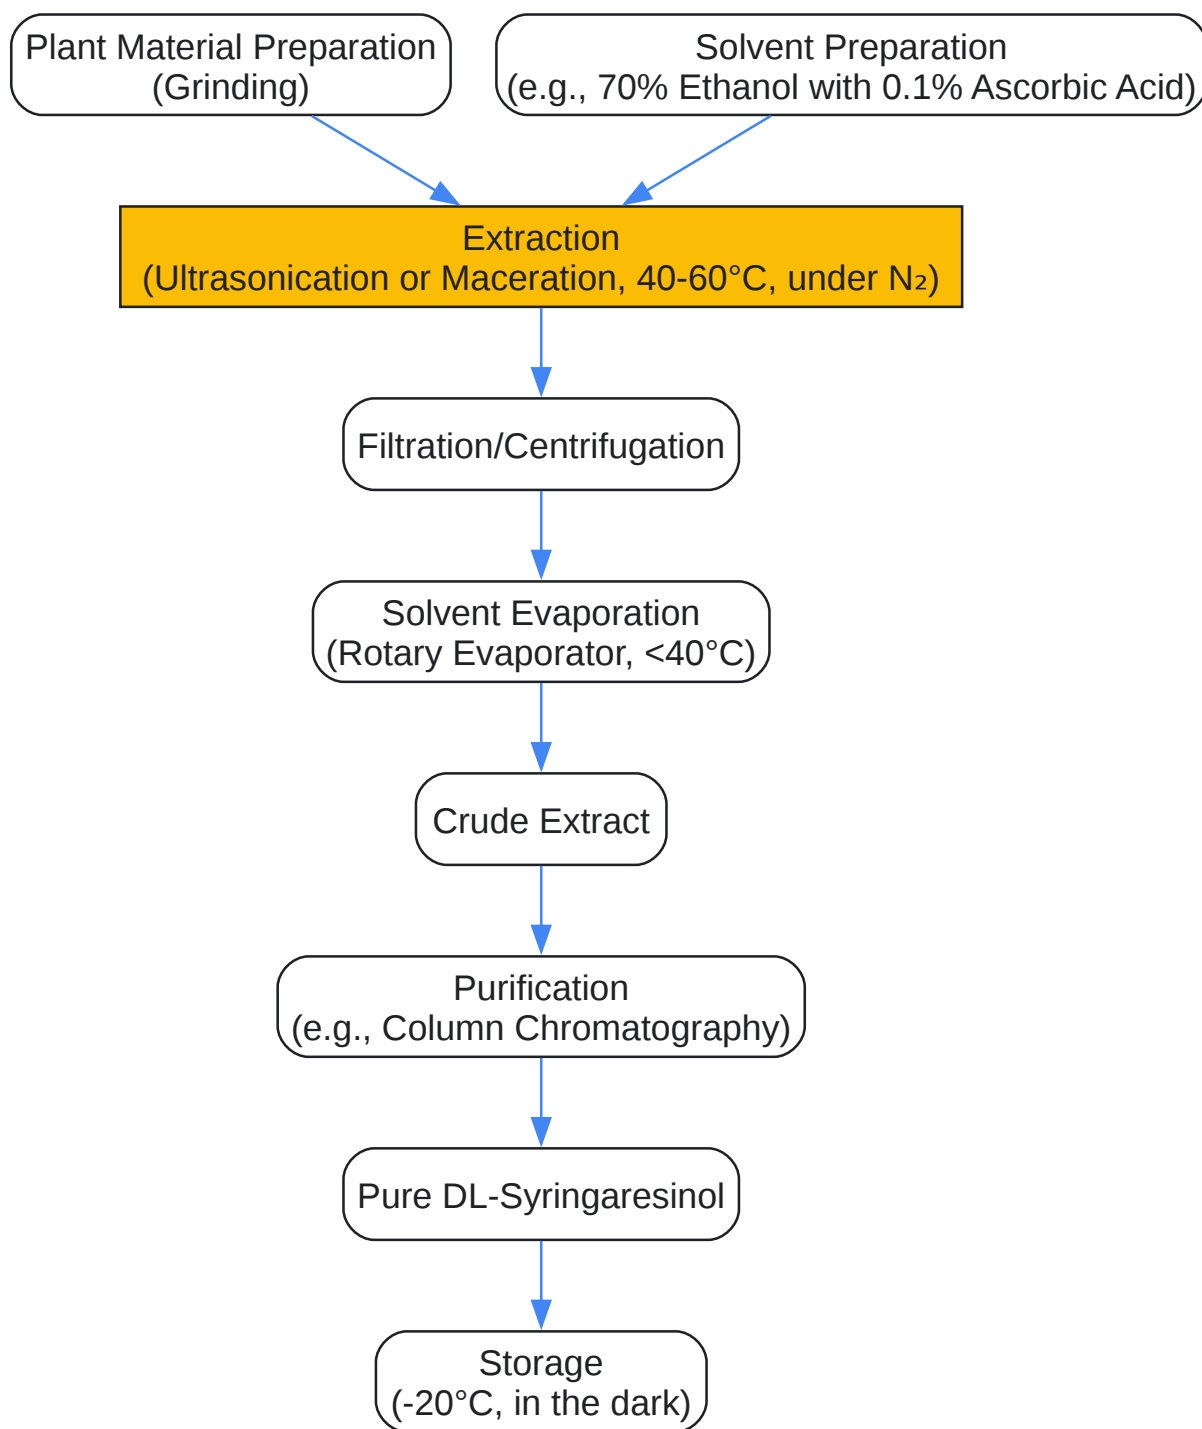 Plant Material Preparation
(Grinding)
Solvent Preparation
(e.g., 70% Ethanol with 0.1% Ascorbic Acid)
Extraction
(Ultrasonication or Maceration, 40-60°C, under N₂)
Filtration/Centrifugation
Solvent Evaporation
(Rotary Evaporator, <40°C)
Crude Extract
Purification
(e.g., Column Chromatography)
Pure DL-Syringaresinol
Storage
(-20°C, in the dark)